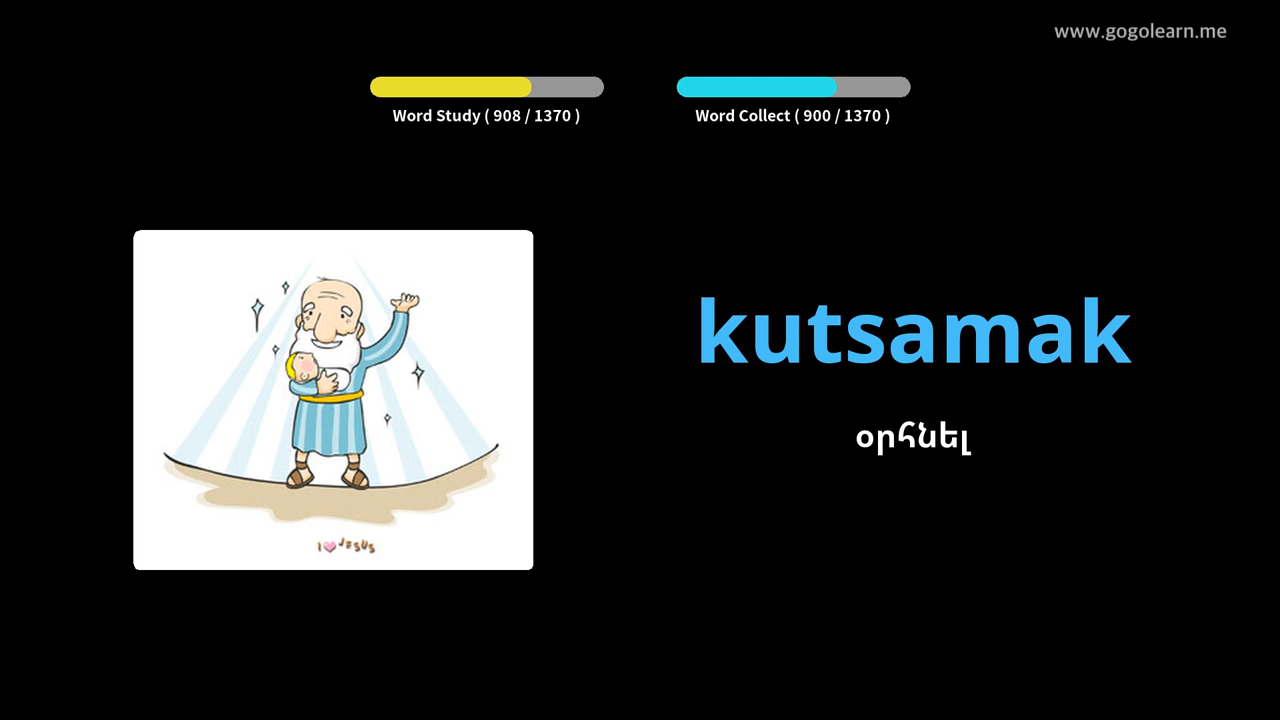 www.gogolearn.me
Word Study ( 908 / 1370 )
Word Collect ( 900 / 1370 )
kutsamak
օրհնել
I JESUS